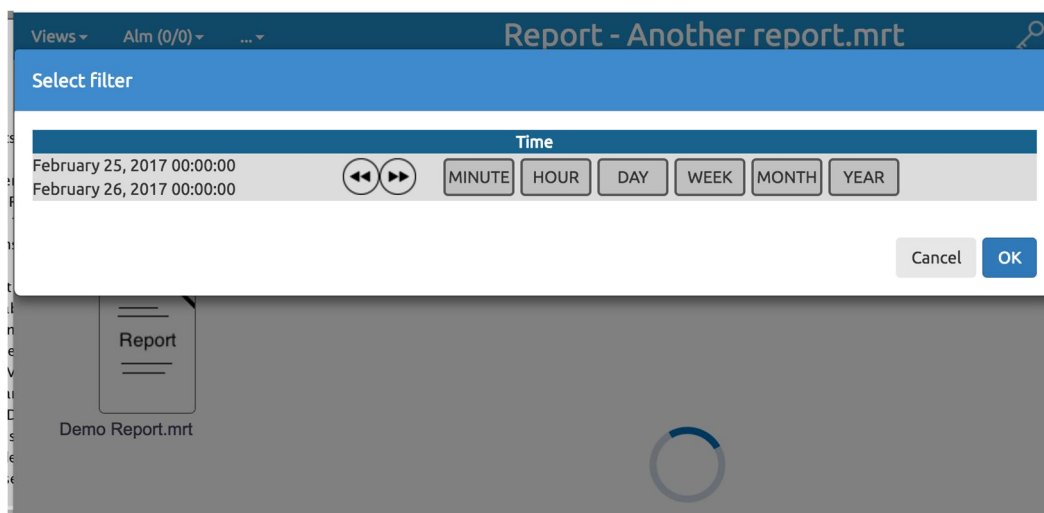 Views Alm (0/0) ... Report - Another report.mrt
Select filter
Time
February 25, 2017 00:00:00
February 26, 2017 00:00:00
MINUTE HOUR DAY WEEK MONTH YEAR
Cancel OK
Report
Demo Report.mrt